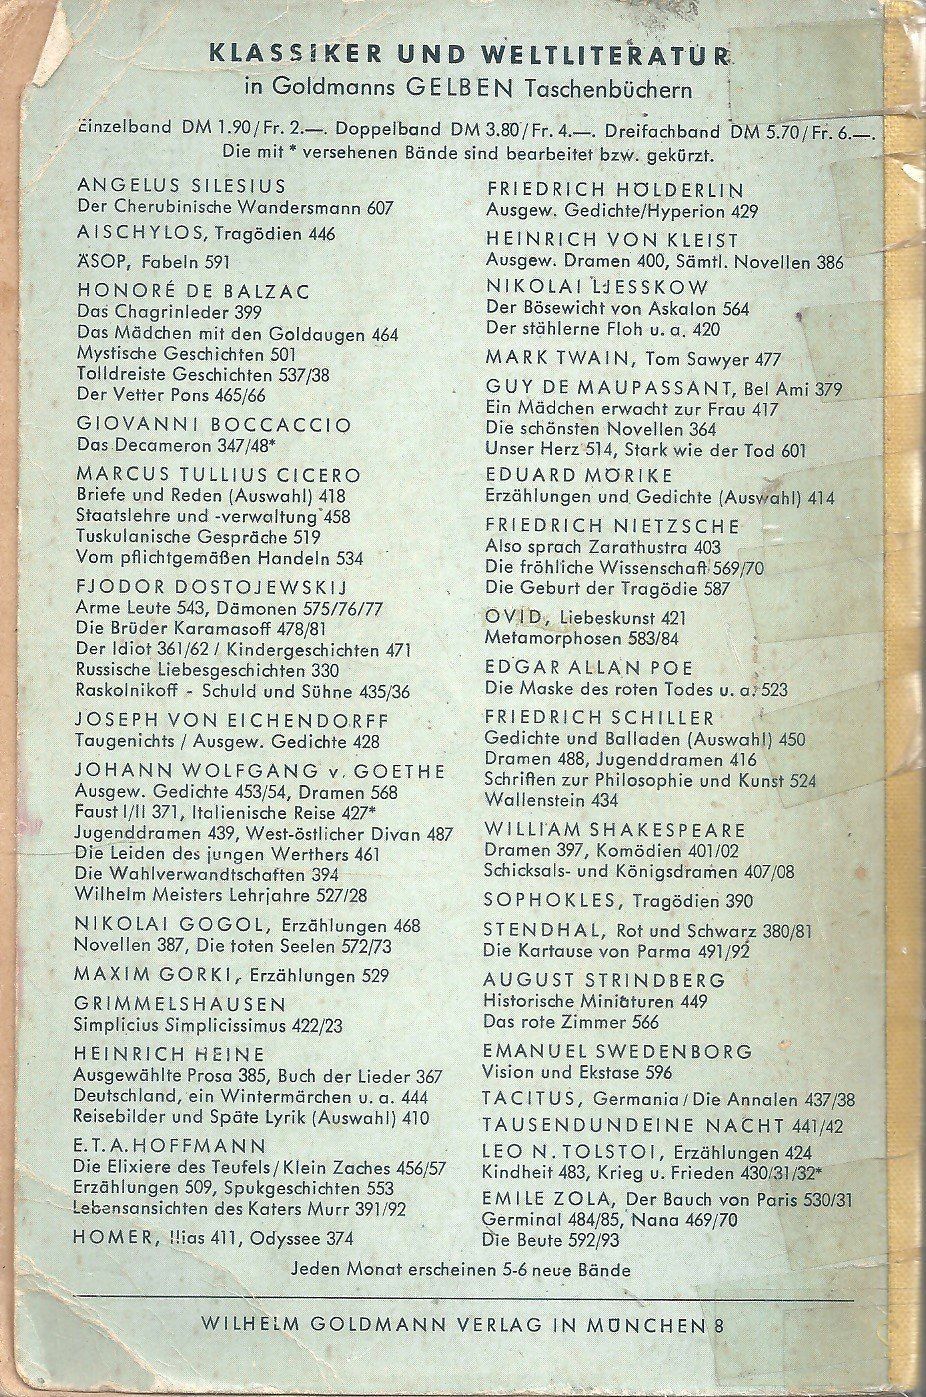 KLASSIKER UND WELTLITERATUR
in Goldmanns GELBEN Taschenbüchern
Einzelband DM 1.90/Fr. 2.—. Doppelband DM 3.80/Fr. 4.—. Dreifachband DM 5.70/Fr. 6.—.
Die mit * versehenen Bände sind bearbeitet bzw. gekürzt.
ANGELUS SILESIUS
Der Cherubinische Wandersmann 607
AISCHYLOS, Tragödien 446
ÄSOP, Fabeln 591
HONORÉ DE BALZAC
Das Chagrinleder 399
Das Mädchen mit den Goldaugen 464
Mystische Geschichten 501
Tolldreiste Geschichten 537/38
Der Vetter Pons 465/66
GIOVANNI BOCCACCIO
Das Decameron 347/48*
MARCUS TULLIUS CICERO
Briefe und Reden (Auswahl) 418
Staatslehre und -verwaltung 458
Tuskulanische Gespräche 519
Vom pflichtgemäßen Handeln 534
FJODOR DOSTOJEWSKIJ
Arme Leute 543, Dämonen 575/76/77
Die Brüder Karamasoff 478/81
Der Idiot 361/62 / Kindergeschichten 471
Russische Liebesgeschichten 330
Raskolnikoff - Schuld und Sühne 435/36
JOSEPH VON EICHENDORFF
Taugenichts / Ausgew. Gedichte 428
JOHANN WOLFGANG v. GOETHE
Ausgew. Gedichte 453/54, Dramen 568
Faust I/II 371, Italienische Reise 427*
Jugenddramen 439, West-östlicher Divan 487
Die Leiden des jungen Werthers 461
Die Wahlverwandtschaften 394
Wilhelm Meisters Lehrjahre 527/28
NIKOLAI GOGOL, Erzählungen 468
Novellen 387, Die toten Seelen 572/73
MAXIM GORKI, Erzählungen 529
GRIMMELSHAUSEN
Simplicius Simplicissimus 422/23
HEINRICH HEINE
Ausgewählte Prosa 385, Buch der Lieder 367
Deutschland, ein Wintermärchen u. a. 444
Reisebilder und Späte Lyrik (Auswahl) 410
E.T.A. HOFFMANN
Die Elixiere des Teufels/Klein Zaches 456/57
Erzählungen 509, Spukgeschichten 553
Lebensansichten des Katers Murr 391/92
HOMER, Ilias 411, Odyssee 374
FRIEDRICH HÖLDERLIN
Ausgew. Gedichte/Hyperion 429
HEINRICH VON KLEIST
Ausgew. Dramen 400, Sämtl. Novellen 386
NIKOLAI LJESSKOW
Der Bösewicht von Askalon 564
Der stählerne Floh u. a. 420
MARK TWAIN, Tom Sawyer 477
GUY DE MAUPASSANT, Bel Ami 379
Ein Mädchen erwacht zur Frau 417
Die schönsten Novellen 364
Unser Herz 514, Stark wie der Tod 601
EDUARD MÖRIKE
Erzählungen und Gedichte (Auswahl) 414
FRIEDRICH NIETZSCHE
Also sprach Zarathustra 403
Die fröhliche Wissenschaft 569/70
Die Geburt der Tragödie 587
OVID, Liebeskunst 421
Metamorphosen 583/84
EDGAR ALLAN POE
Die Maske des roten Todes u. a. 523
FRIEDRICH SCHILLER
Gedichte und Balladen (Auswahl) 450
Dramen 488, Jugenddramen 416
Schriften zur Philosophie und Kunst 524
Wallenstein 434
WILLIAM SHAKESPEARE
Dramen 397, Komödien 401/02
Schicksals- und Königsdramen 407/08
SOPHOKLES, Tragödien 390
STENDHAL, Rot und Schwarz 380/81
Die Kartause von Parma 491/92
AUGUST STRINDBERG
Historische Miniaturen 449
Das rote Zimmer 566
EMANUEL SWEDENBORG
Vision und Ekstase 596
TACITUS, Germania/Die Annalen 437/38
TAUSENDUNDEINE NACHT 441/42
LEO N. TOLSTOI, Erzählungen 424
Kindheit 483, Krieg u. Frieden 430/31/32*
EMILE ZOLA, Der Bauch von Paris 530/31
Germinal 484/85, Nana 469/70
Die Beute 592/93
Jeden Monat erscheinen 5-6 neue Bände
WILHELM GOLDMANN VERLAG IN MÜNCHEN 8